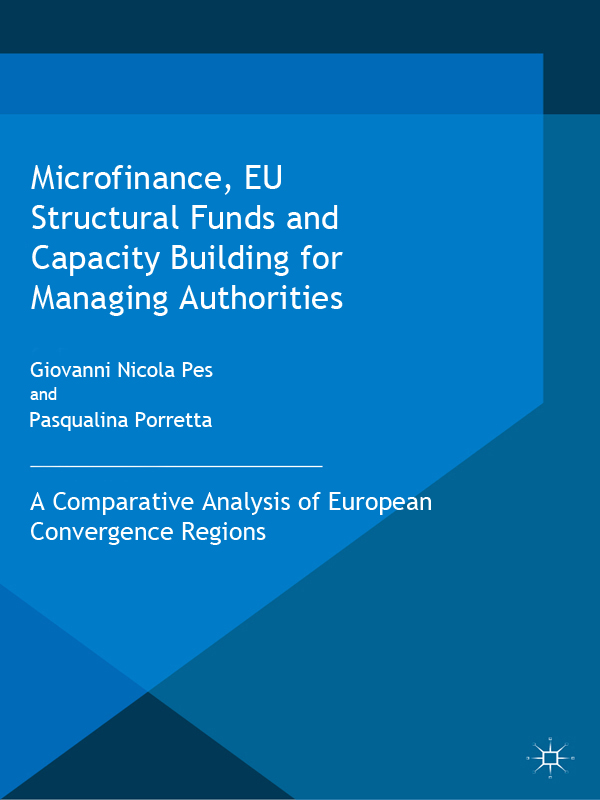 Microfinance, EU
Structural Funds and
Capacity Building for
Managing Authorities
Giovanni Nicola Pes
and
Pasqualina Porretta
A Comparative Analysis of European
Convergence Regions